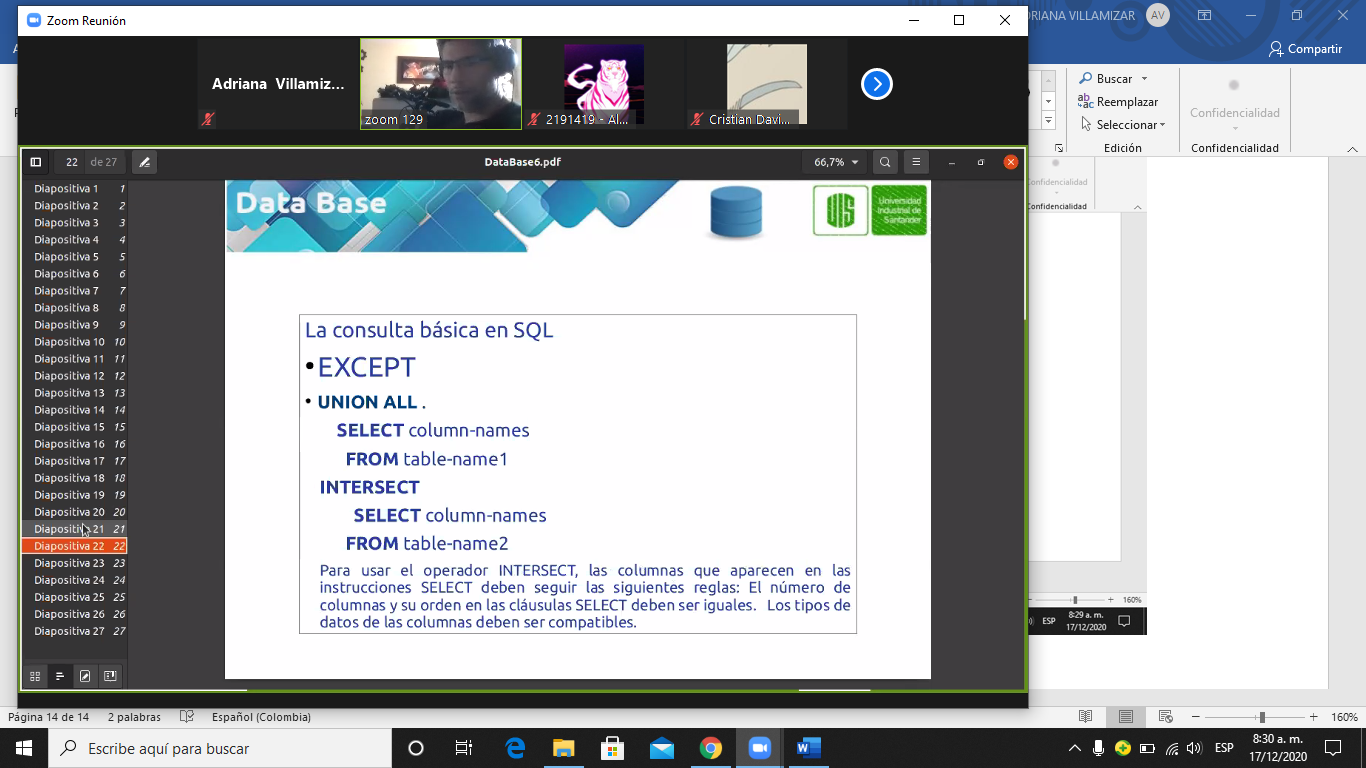 Zoom Reunión
DRIANA VILLAMIZAR AV
Compartir
Adriana Villamiz...
zoom 129
2191419 - Al...
Cristian Davi...
Buscar
Reemplazar
Seleccionar
Edición
Confidencialidad
Confidencialidad
22 de 27
DataBase6.pdf
66,7%
Confidencialidad
Confidencialidad
Diapositiva 1 1
Diapositiva 2 2
Diapositiva 3 3
Diapositiva 4 4
Diapositiva 5 5
Diapositiva 6 6
Diapositiva 7 7
Diapositiva 8 8
Diapositiva 9 9
Diapositiva 10 10
Diapositiva 11 11
Diapositiva 12 12
Diapositiva 13 13
Diapositiva 14 14
Diapositiva 15 15
Diapositiva 16 16
Diapositiva 17 17
Diapositiva 18 18
Diapositiva 19 19
Diapositiva 20 20
Diapositiva 21 21
Diapositiva 22 22
Diapositiva 23 23
Diapositiva 24 24
Diapositiva 25 25
Diapositiva 26 26
Diapositiva 27 27
Data Base
UIS
Universidad
Industrial de
Santander
La consulta básica en SQL
• EXCEPT
• UNION ALL .
SELECT column-names
FROM table-name1
INTERSECT
SELECT column-names
FROM table-name2
Para usar el operador INTERSECT, las columnas que aparecen en las
instrucciones SELECT deben seguir las siguientes reglas: El número de
columnas y su orden en las cláusulas SELECT deben ser iguales. Los tipos de
datos de las columnas deben ser compatibles.
160%
ESP
8:29 a. m.
17/12/2020
Página 14 de 14 2 palabras Español (Colombia)
160%
Escribe aquí para buscar
ESP
8:30 a. m.
17/12/2020